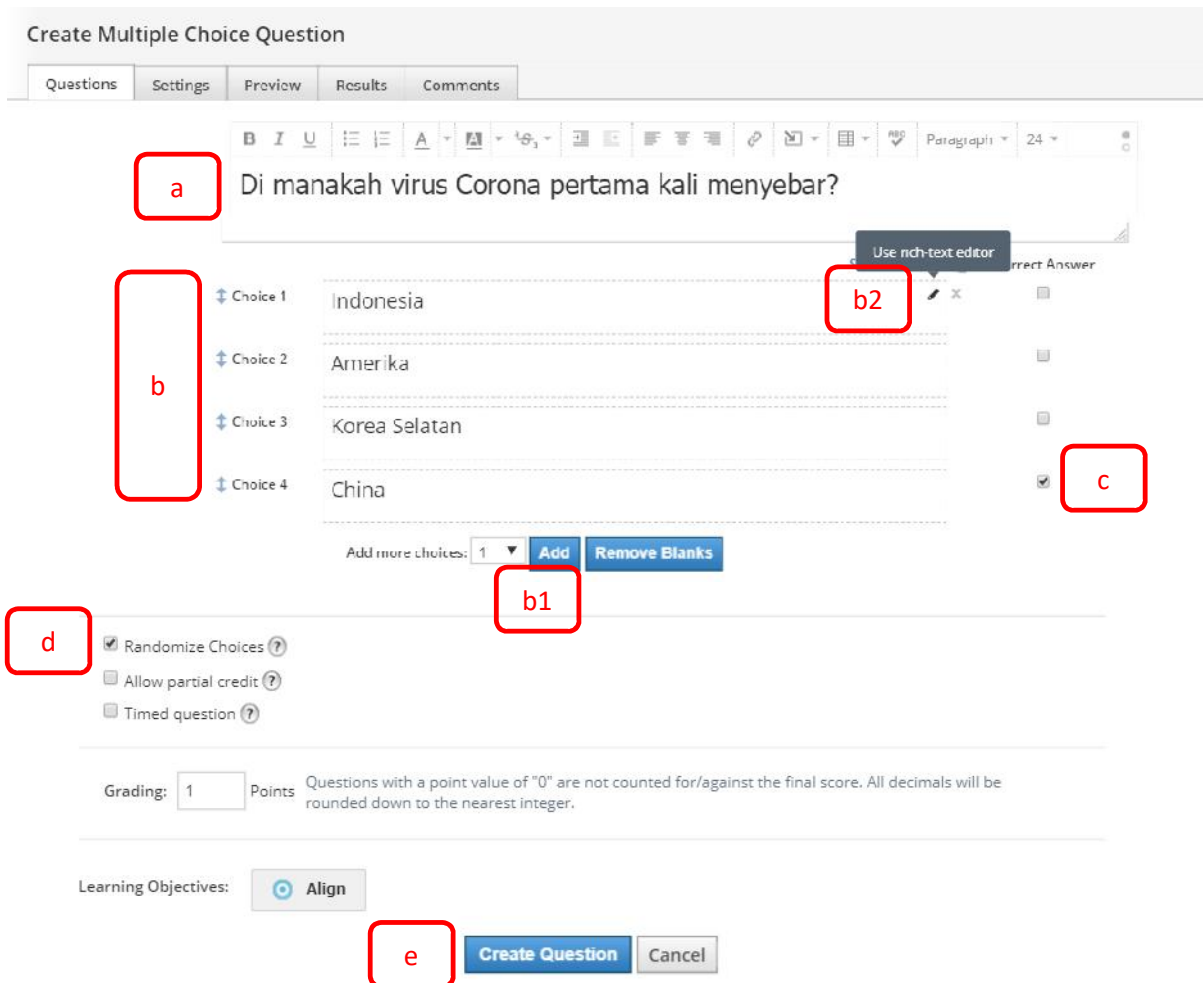 Create Multiple Choice Question
Questions Settings Preview Results Comments
B I U A A Paragraph 24
a Di manakah virus Corona pertama kali menyebar?
Use rich-text editor
rrect Answer
b
Choice 1 Indonesia b2
Choice 2 Amerika
Choice 3 Korea Selatan
Choice 4 China c
Add more choices: 1 Add Remove Blanks
b1
d Randomize Choices ?
Allow partial credit ?
Timed question ?
Grading: 1 Points Questions with a point value of "0" are not counted for/against the final score. All decimals will be
rounded down to the nearest integer.
Learning Objectives: Align
e Create Question Cancel